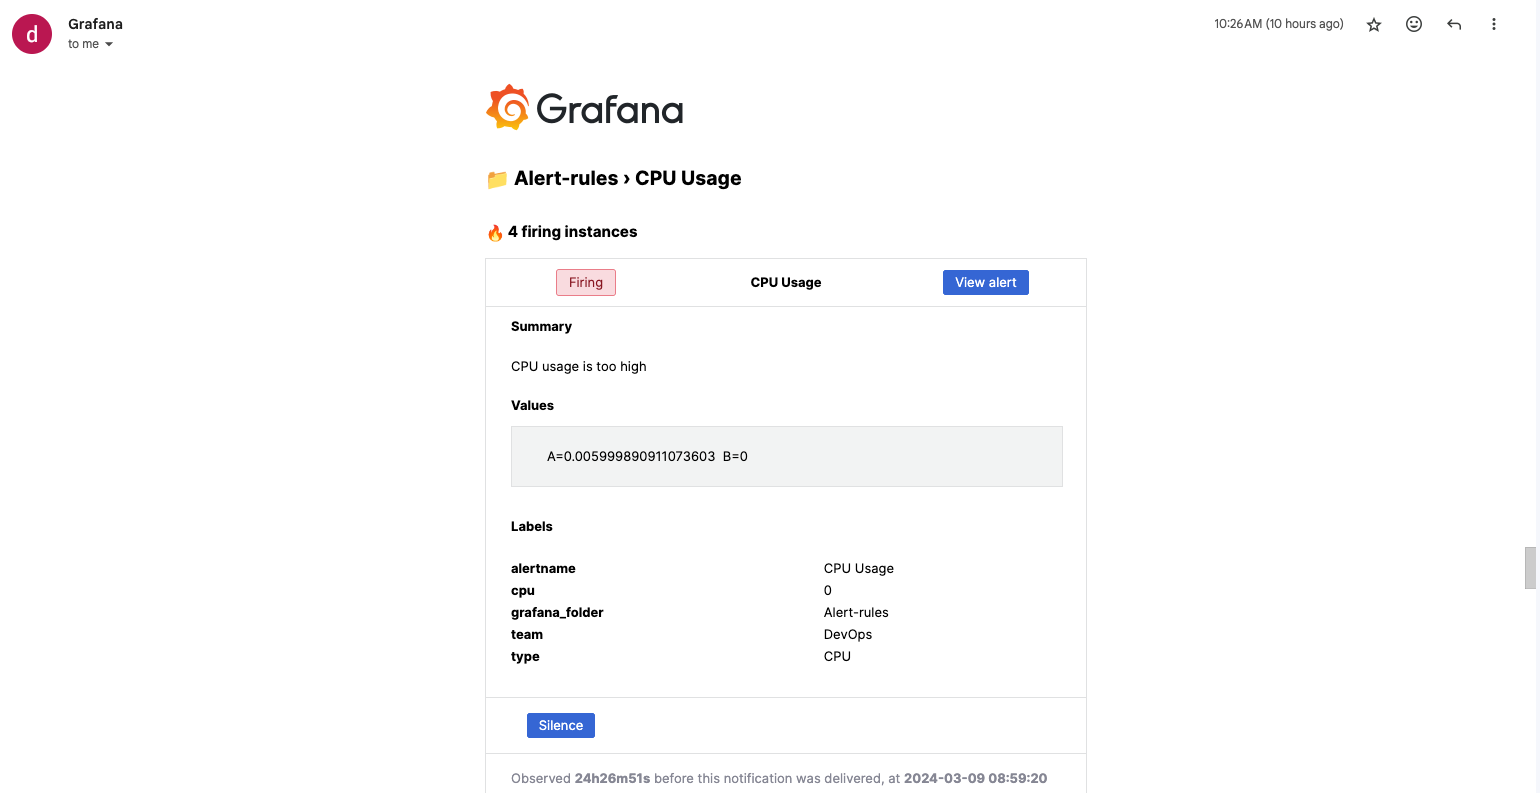 Grafana
10:26AM (10 hours ago)
d
to me
Grafana
Alert-rules › CPU Usage
4 firing instances
Firing CPU Usage View alert
Summary
CPU usage is too high
Values
A=0.005999890911073603 B=0
Labels
alertname CPU Usage
cpu 0
grafana_folder Alert-rules
team DevOps
type CPU
Silence
Observed 24h26m51s before this notification was delivered, at 2024-03-09 08:59:20